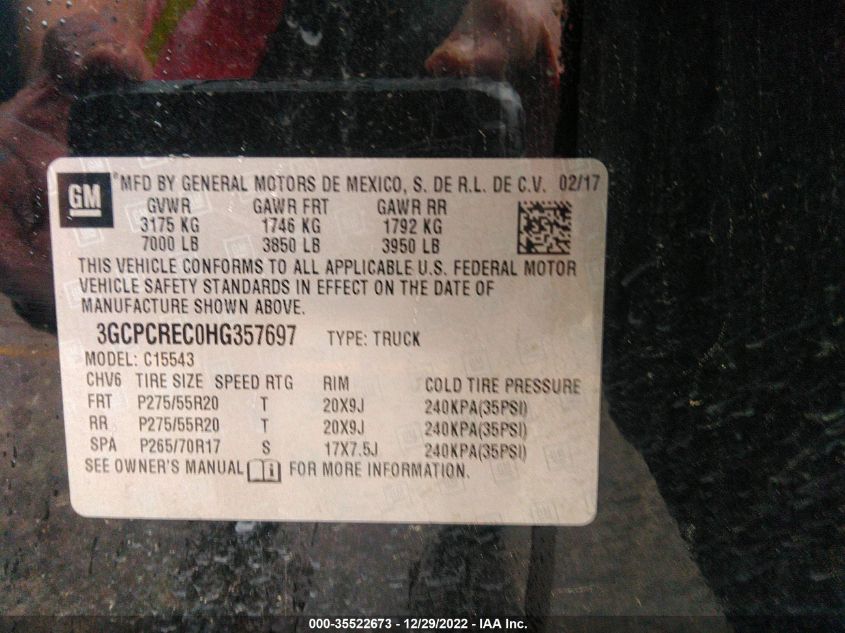 GM ® MFD BY GENERAL MOTORS DE MEXICO, S. DE R.L. DE C.V. 02/17
GVWR GAWR FRT GAWR RR
3175 KG 1746 KG 1792 KG
7000 LB 3850 LB 3950 LB
THIS VEHICLE CONFORMS TO ALL APPLICABLE U.S. FEDERAL MOTOR
VEHICLE SAFETY STANDARDS IN EFFECT ON THE DATE OF
MANUFACTURE SHOWN ABOVE.
3GCPCREC0HG357697 TYPE: TRUCK
MODEL: C15543
CHV6 TIRE SIZE SPEED RTG RIM COLD TIRE PRESSURE
FRT P275/55R20 T 20X9J 240KPA(35PSI)
RR P275/55R20 T 20X9J 240KPA(35PSI)
SPA P265/70R17 S 17X7.5J 240KPA(35PSI)
SEE OWNER'S MANUAL i FOR MORE INFORMATION.
000-35522673 - 12/29/2022 - IAA Inc.